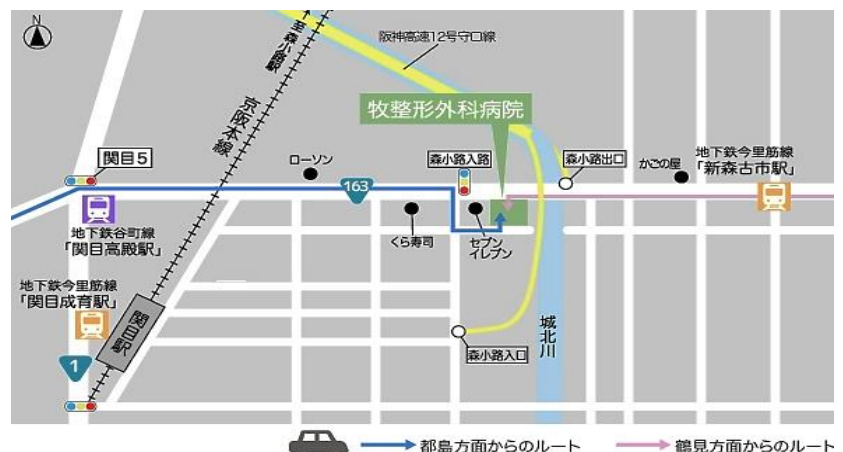 N
至森小路駅
阪神高速12号守口線
京阪本線
牧整形外科病院
関目5
ローソン
森小路入路
森小路出口
かごの屋
地下鉄今里筋線
「新森古市駅」
163
地下鉄谷町線
「関目高殿駅」
くら寿司
セブン
イレブン
地下鉄今里筋線
「関目成育駅」
関目駅
城北川
森小路入口
1
都島方面からのルート
鶴見方面からのルート